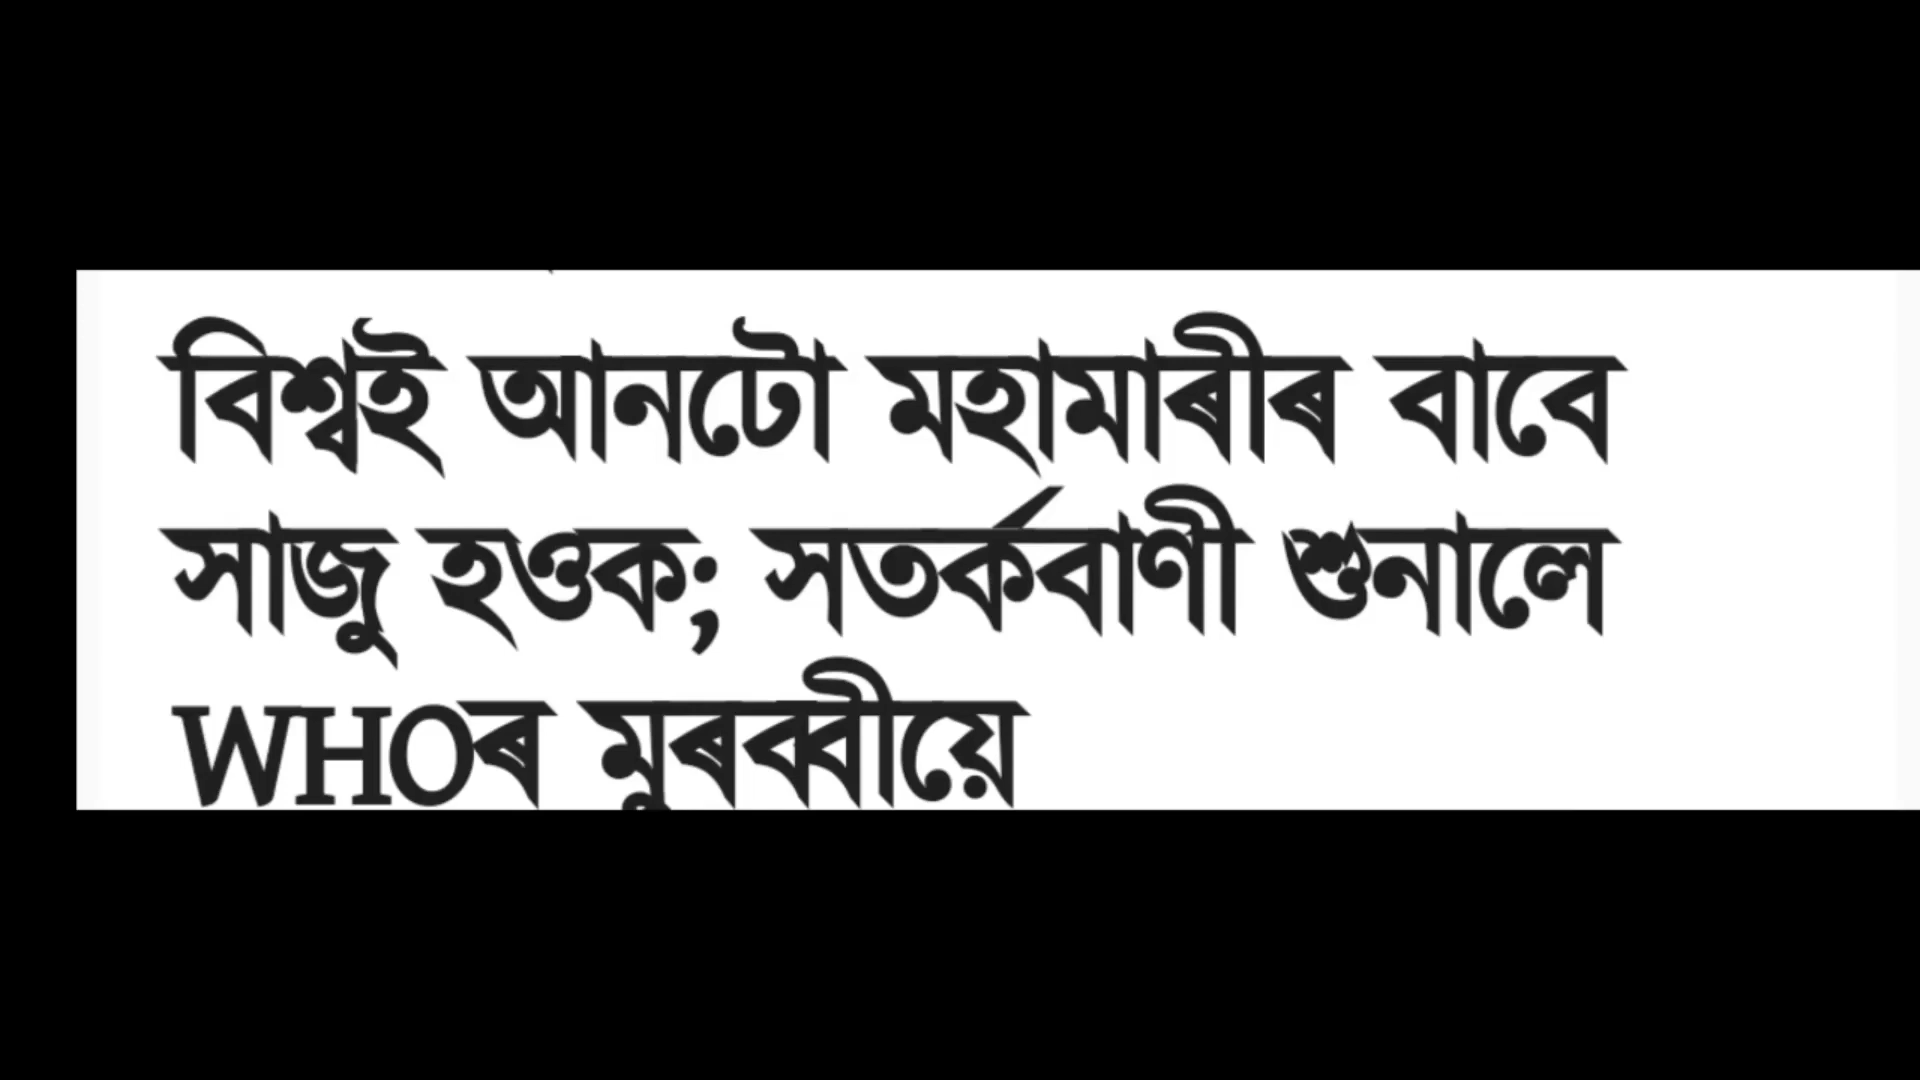 বিশ্বই আনটো মহামাৰীৰ বাবে
সাজু হওক; সতৰ্কবাণী শুনালে
WHOৰ মুৰব্বীয়ে